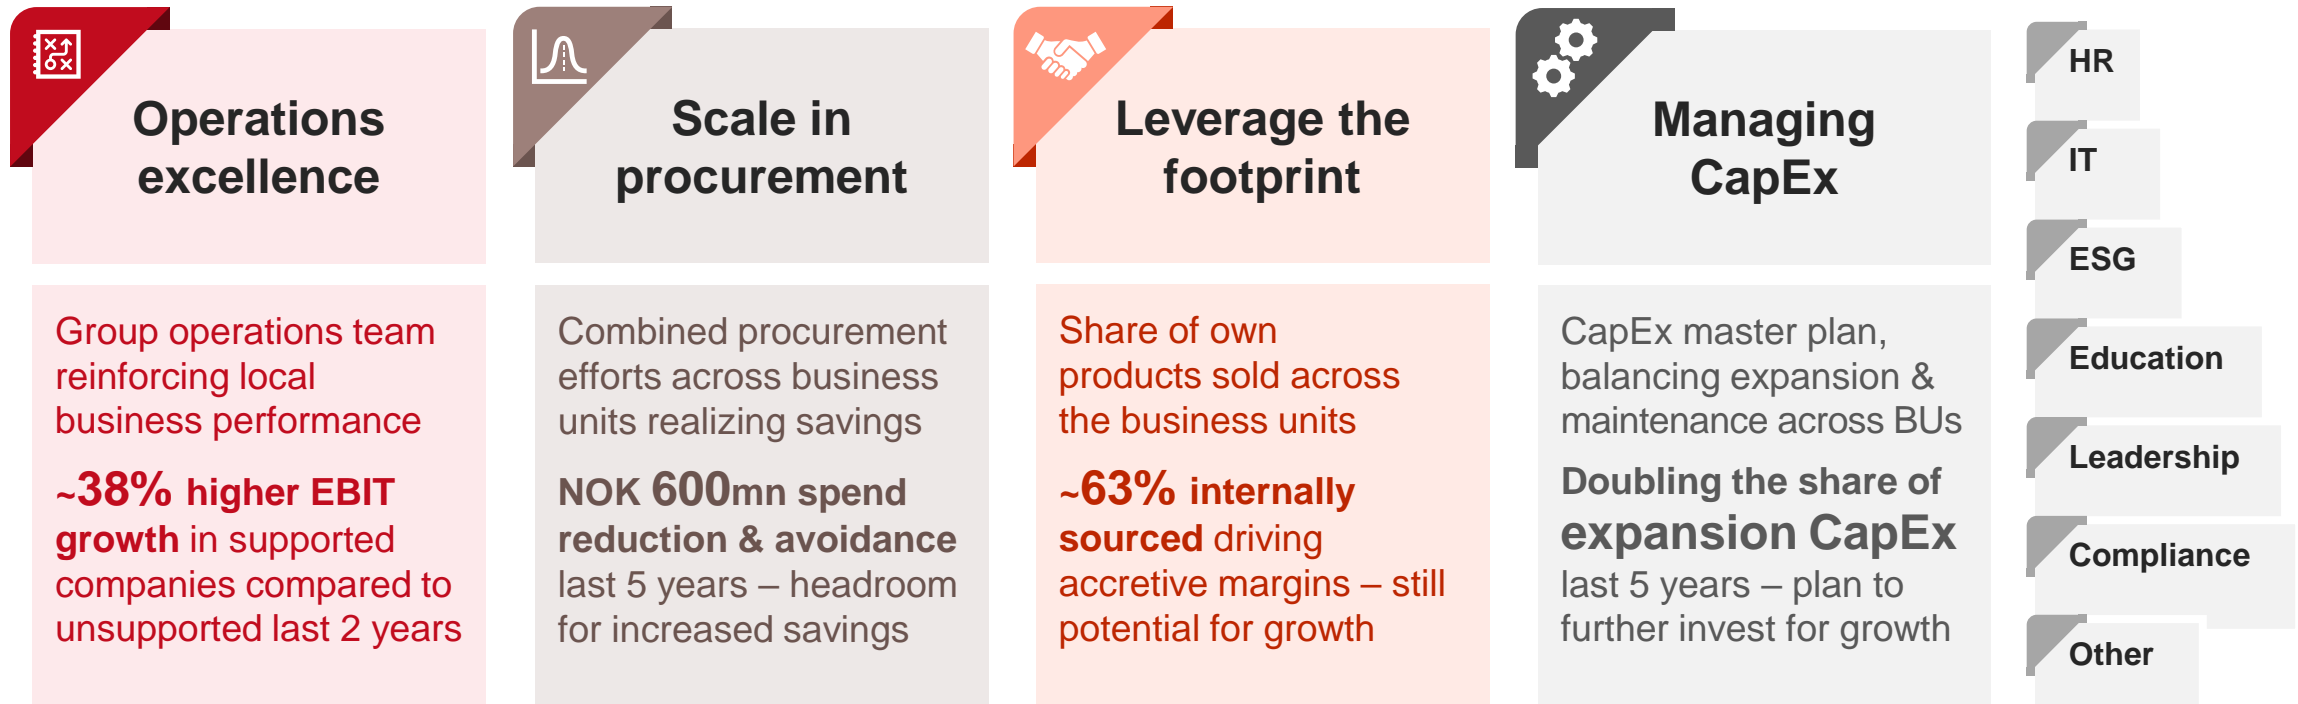 Operations
excellence
Group operations team
reinforcing local
business performance
~38% higher EBIT
growth in supported
companies compared to
unsupported last 2 years
Scale in
procurement
Combined procurement
efforts across business
units realizing savings
NOK 600mn spend
reduction & avoidance
last 5 years – headroom
for increased savings
Leverage the
footprint
Share of own
products sold across
the business units
~63% internally
sourced driving
accretive margins – still
potential for growth
Managing
CapEx
CapEx master plan,
balancing expansion &
maintenance across BUs
Doubling the share of
expansion CapEx
last 5 years – plan to
further invest for growth
HR
IT
ESG
Education
Leadership
Compliance
Other